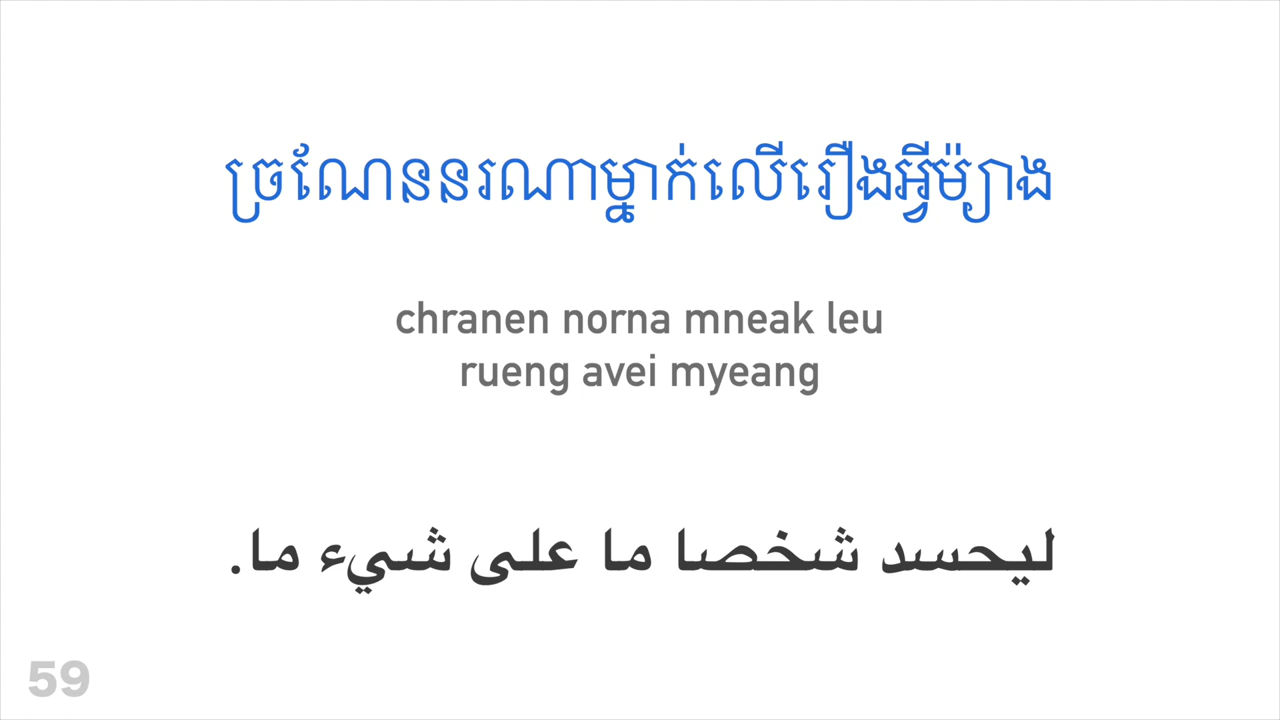 ច្រណែននរណាម្នាក់លើរឿងអ្វីម៉្យាង
chranen norna mneak leu
rueng avei myeang
ليحسد شخصا ما على شيء ما.
59